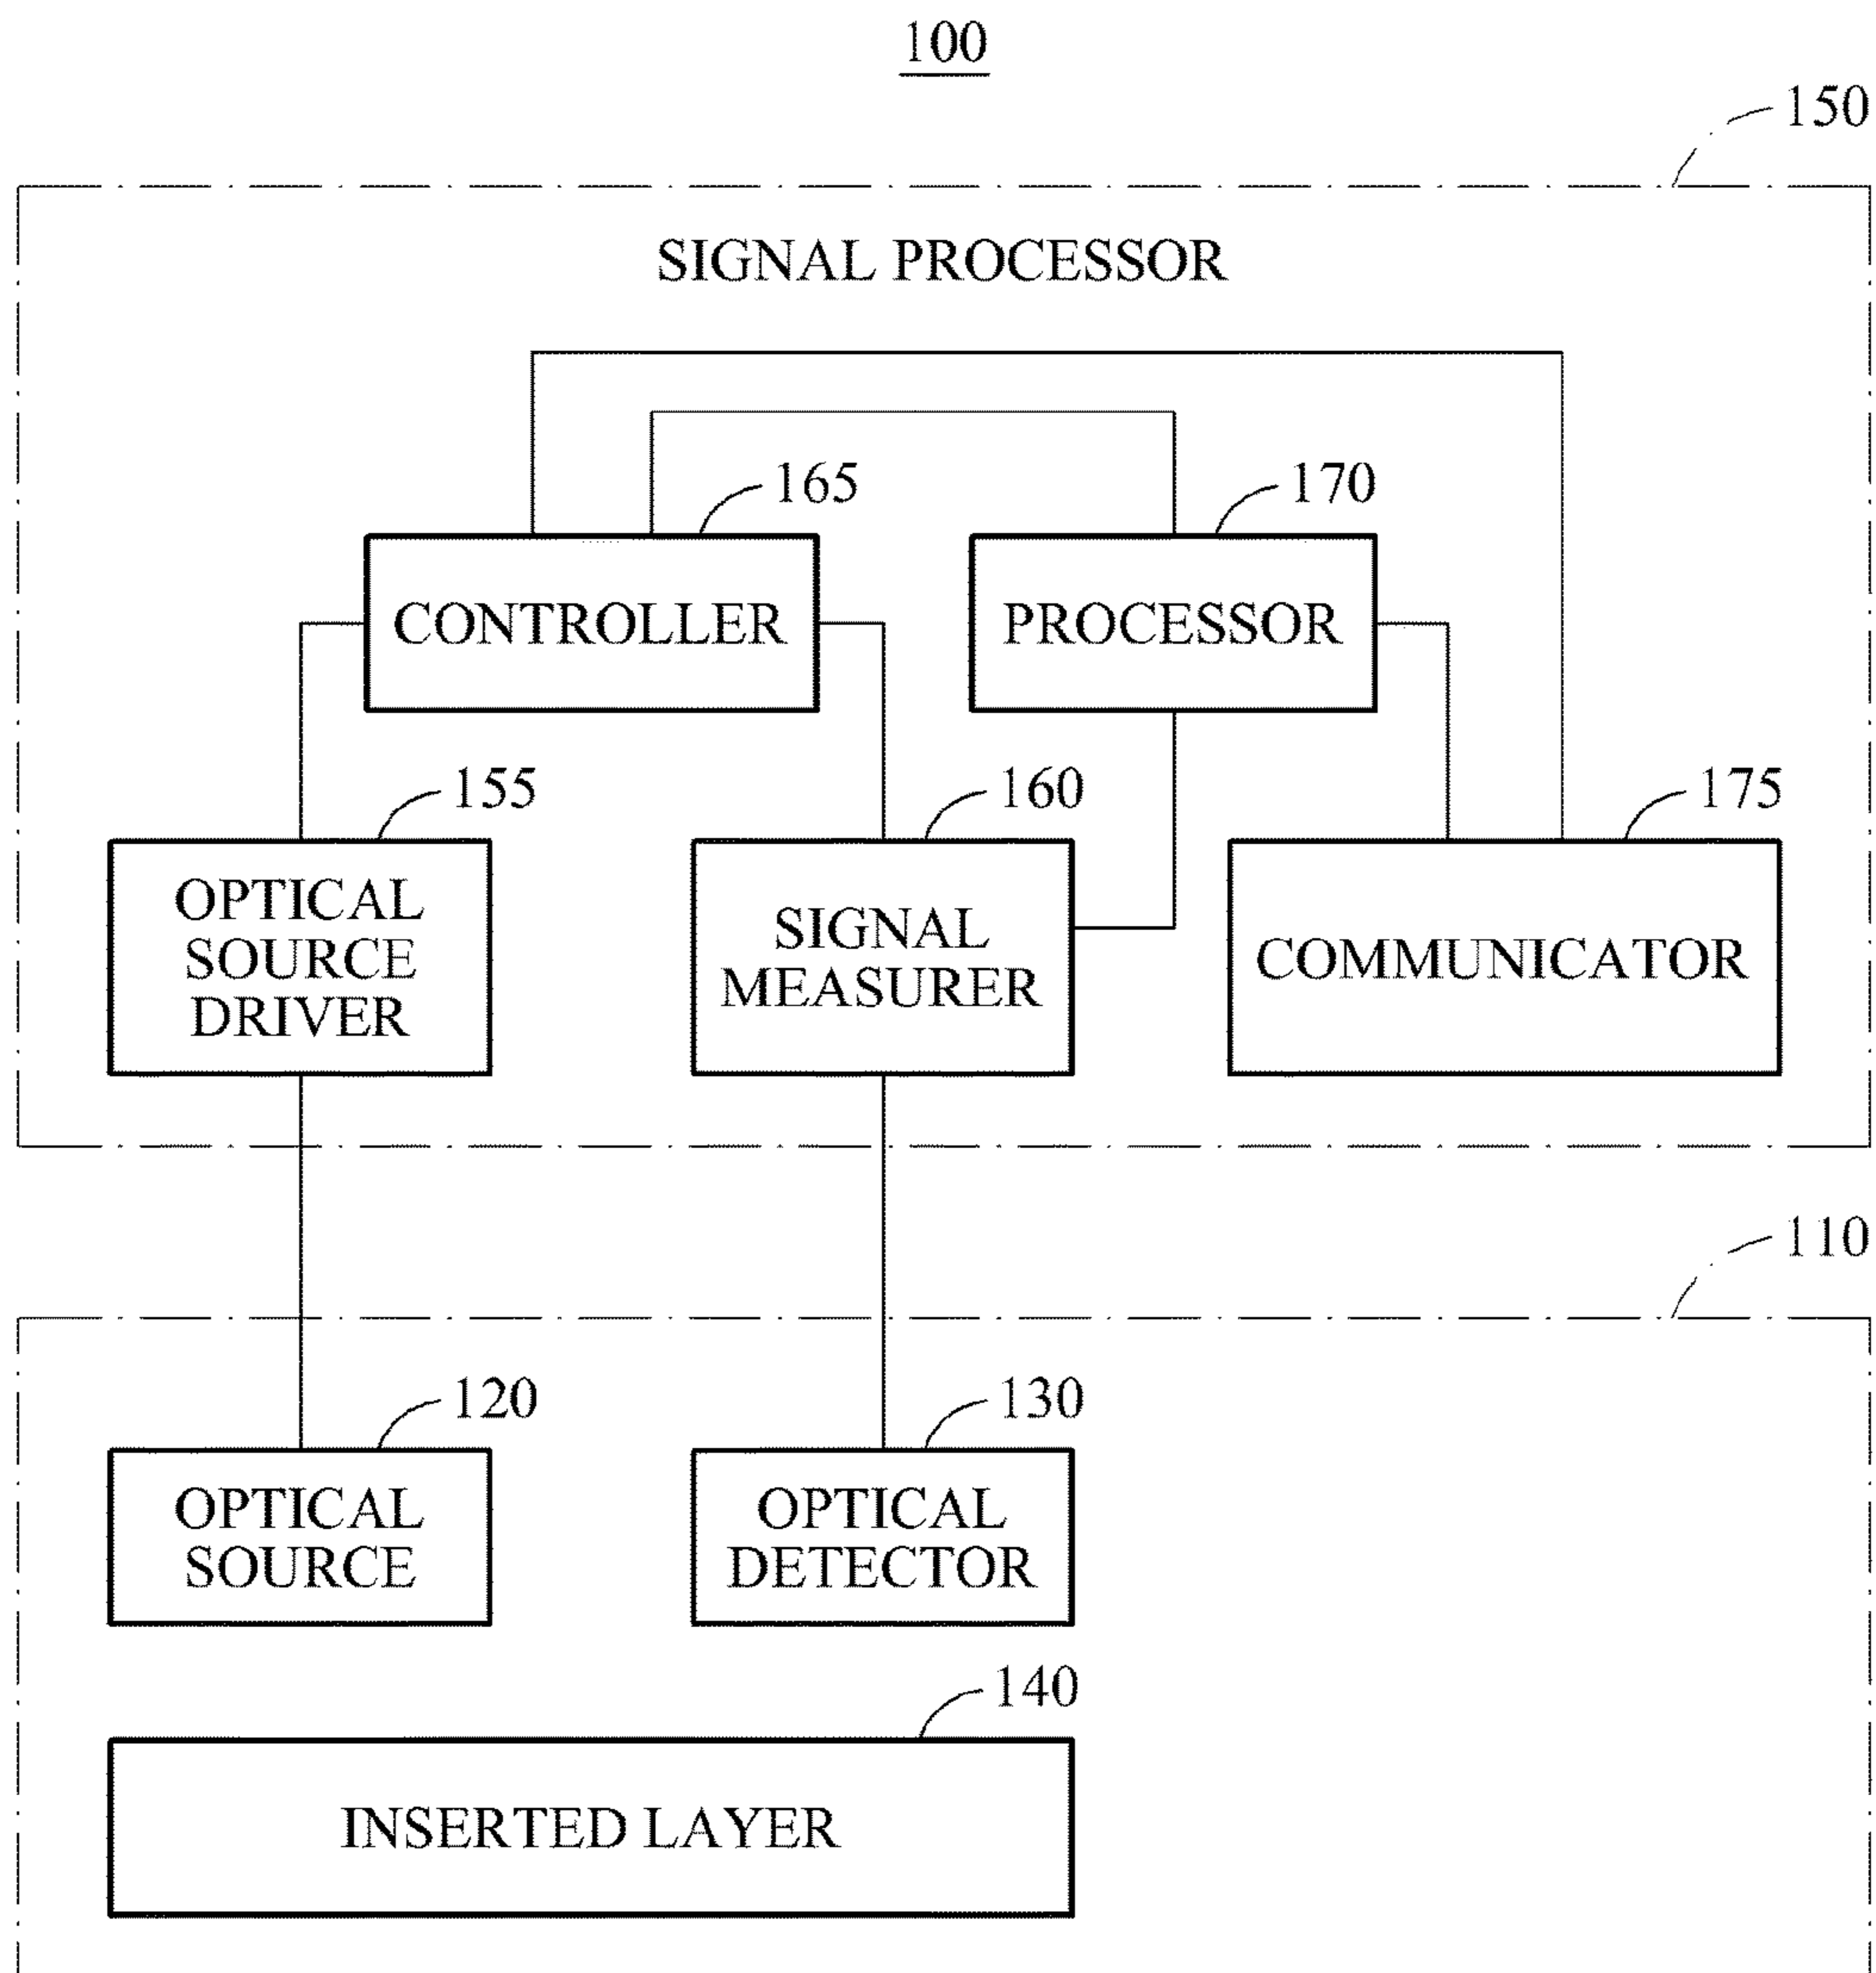 100
150
SIGNAL PROCESSOR
165
170
CONTROLLER
PROCESSOR
155
160
175
OPTICAL
SOURCE
DRIVER
SIGNAL
MEASURER
COMMUNICATOR
110
120
130
OPTICAL
SOURCE
OPTICAL
DETECTOR
140
INSERTED LAYER